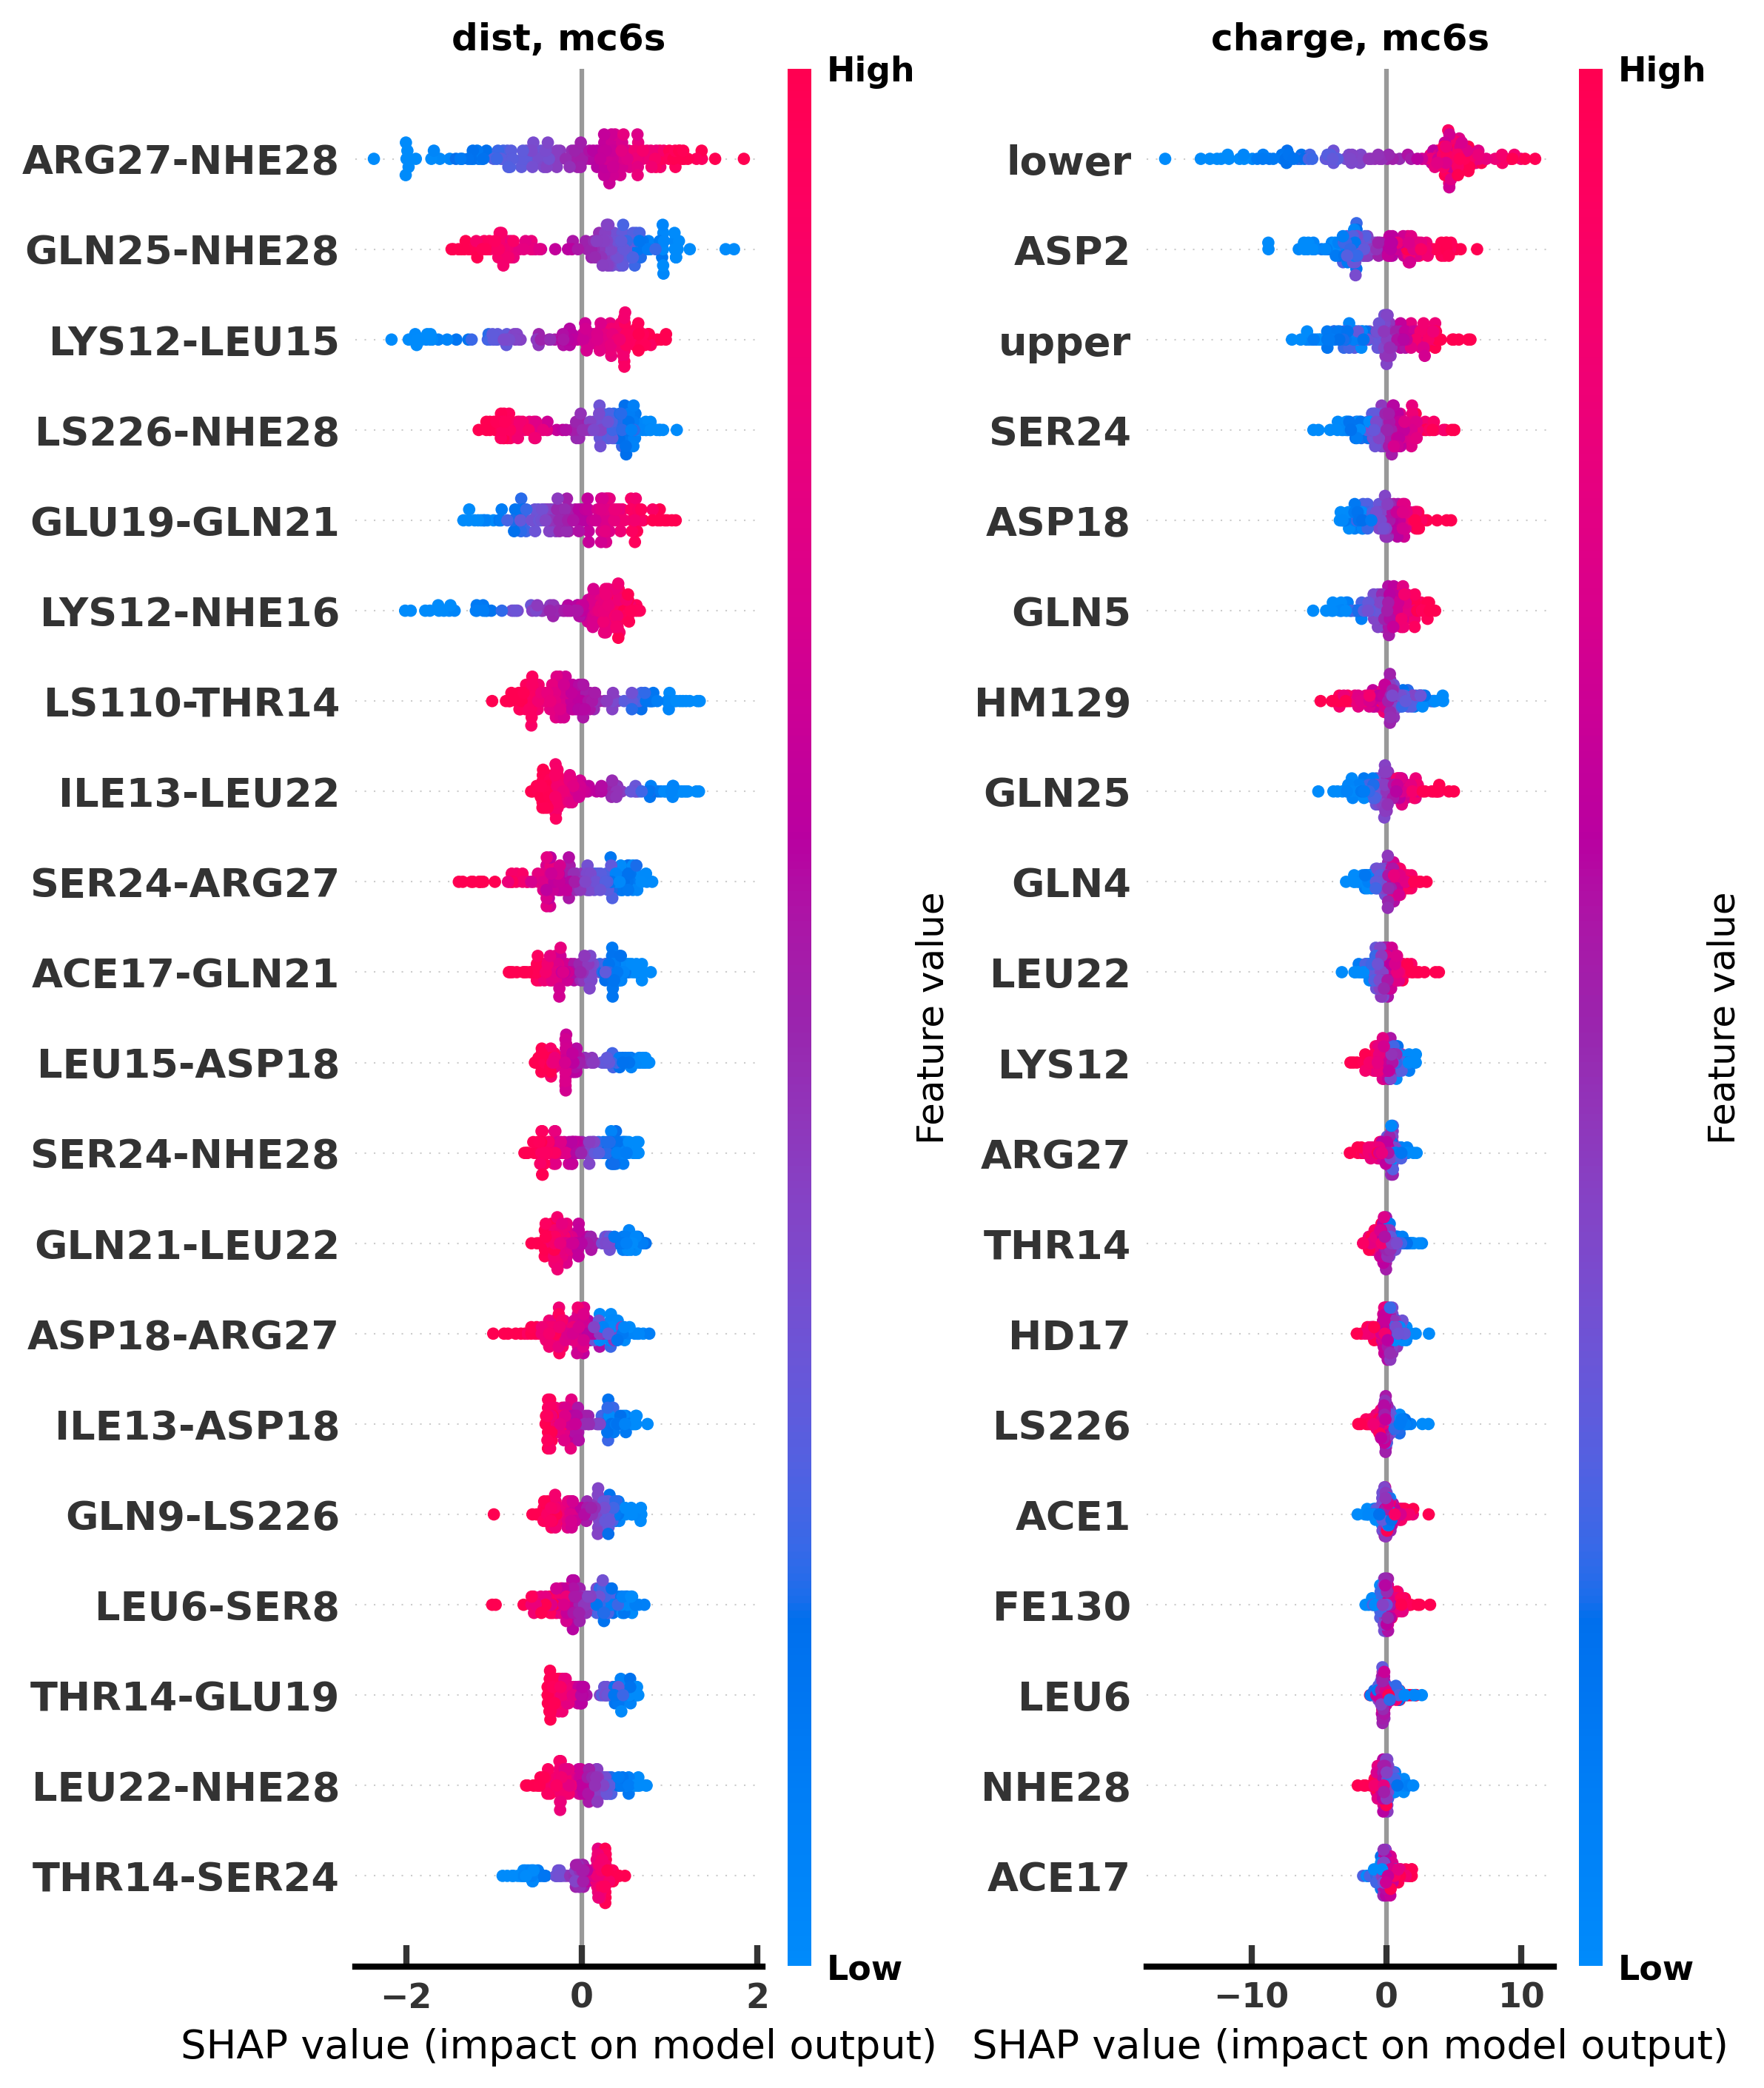 dist, mc6s
High
ARG27-NHE28
GLN25-NHE28
LYS12-LEU15
LS226-NHE28
GLU19-GLN21
LYS12-NHE16
LS110-THR14
ILE13-LEU22
SER24-ARG27
ACE17-GLN21
LEU15-ASP18
SER24-NHE28
GLN21-LEU22
ASP18-ARG27
ILE13-ASP18
GLN9-LS226
LEU6-SER8
THR14-GLU19
LEU22-NHE28
THR14-SER24
Feature value
Low
−2
0
2
SHAP value (impact on model output)
charge, mc6s
High
lower
ASP2
upper
SER24
ASP18
GLN5
HM129
GLN25
GLN4
LEU22
LYS12
ARG27
THR14
HD17
LS226
ACE1
FE130
LEU6
NHE28
ACE17
Feature value
Low
−10
0
10
SHAP value (impact on model output)